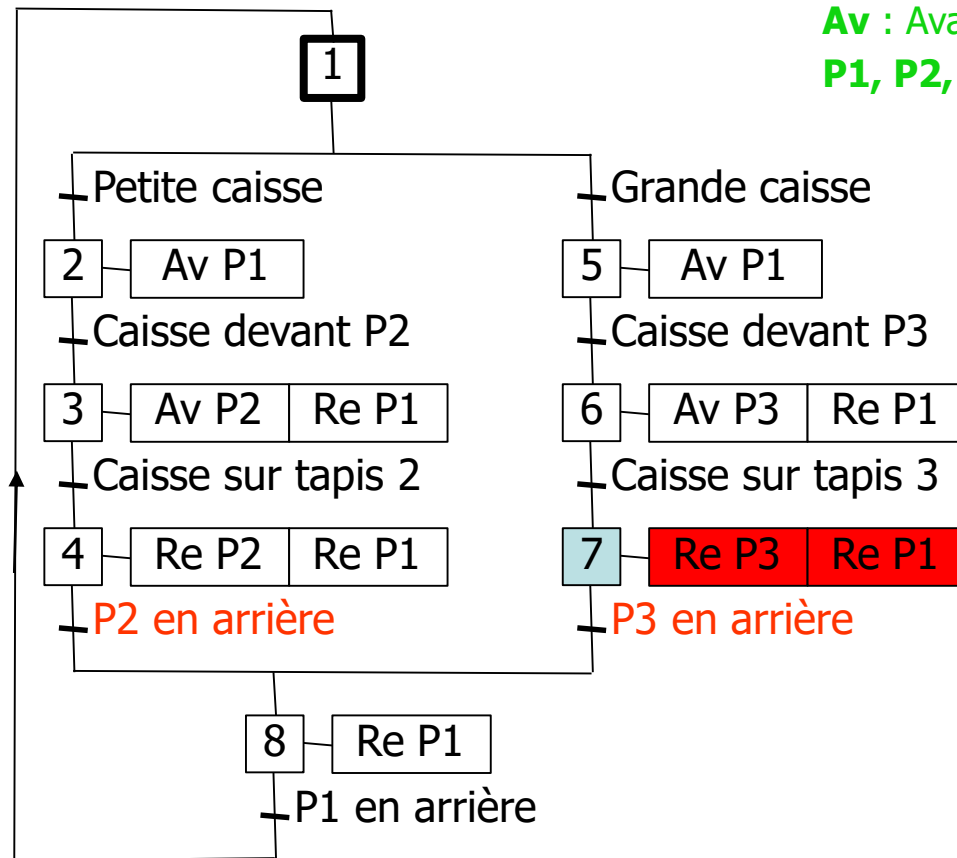 Av : Ava
P1, P2,
1
Petite caisse
Grande caisse
2 Av P1
5 Av P1
Caisse devant P2
Caisse devant P3
3 Av P2 Re P1
6 Av P3 Re P1
Caisse sur tapis 2
Caisse sur tapis 3
4 Re P2 Re P1
7 Re P3 Re P1
P2 en arrière
P3 en arrière
8 Re P1
P1 en arrière